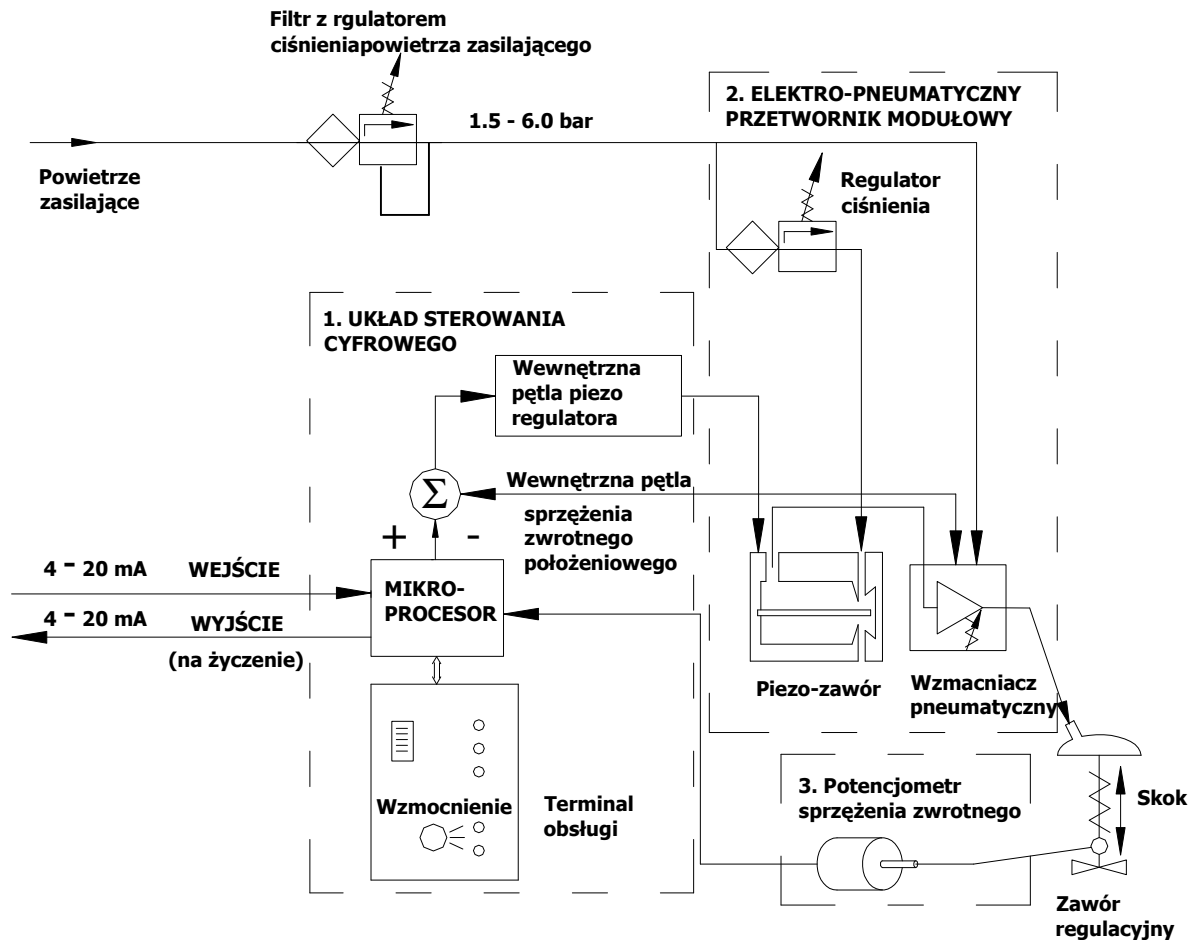 Filtr z rgulatorem
ciśnieniapowietrza zasilającego
2. ELEKTRO-PNEUMATYCZNY
PRZETWORNIK MODUŁOWY
1.5 - 6.0 bar
Powietrze
zasilające
Regulator
ciśnienia
1. UKŁAD STEROWANIA
CYFROWEGO
Wewnętrzna
pętla piezo
regulatora
Σ
Wewnętrzna pętla
sprzężenia
zwrotnego
położeniowego
+ -
4 - 20 mA WEJŚCIE
MIKRO-
PROCESOR
4 - 20 mA WYJŚCIE
(na życzenie)
Piezo-zawór
Wzmacniacz
pneumatyczny
3. Potencjometr
sprzężenia zwrotnego
Skok
Wzmocnienie
Terminal
obsługi
Zawór
regulacyjny